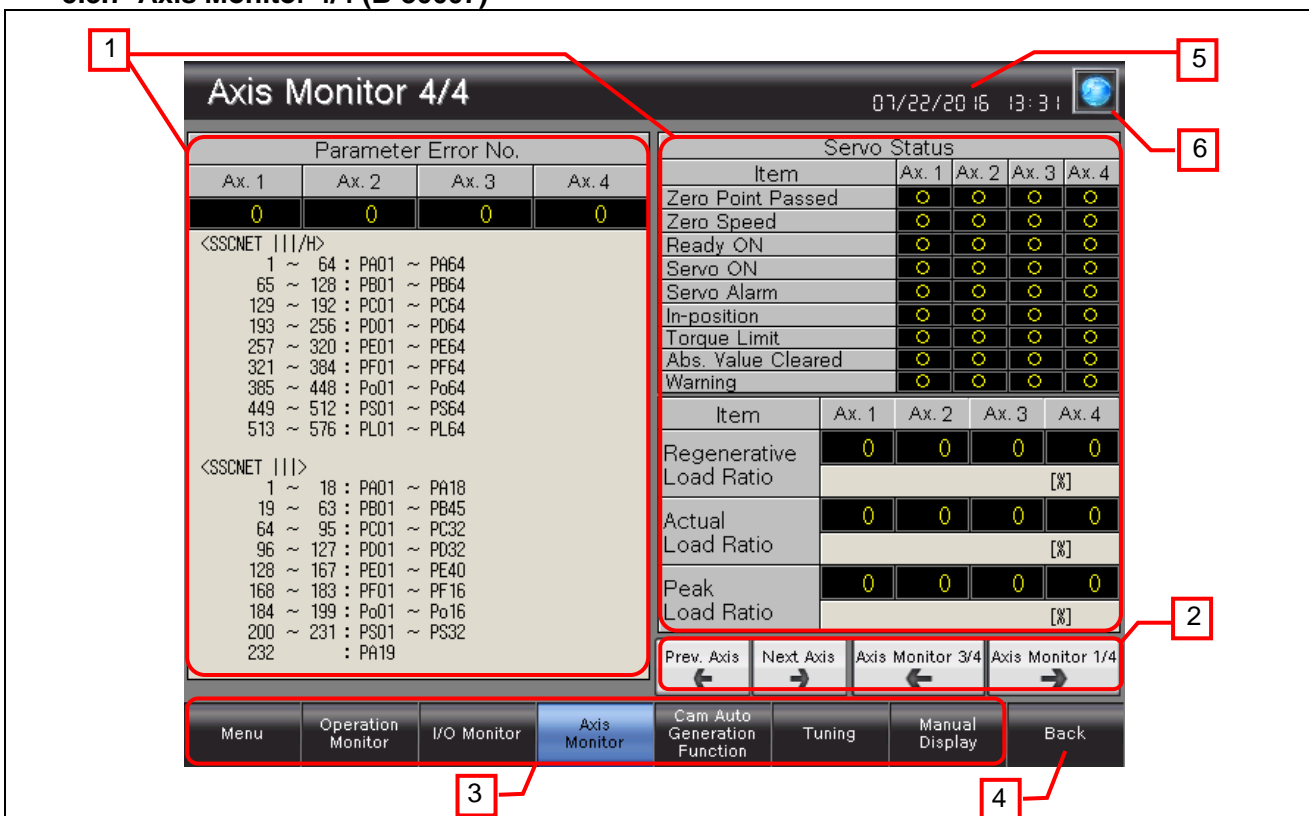 1
5
6
2
3
4
Axis Monitor 4/4
07/22/2016 13:31
Parameter Error No.
Ax. 1 Ax. 2 Ax. 3 Ax. 4
0 0 0 0
<SSCNET |||/H>
1 ~ 64 : PA01 ~ PA64
65 ~ 128 : PB01 ~ PB64
129 ~ 192 : PC01 ~ PC64
193 ~ 256 : PD01 ~ PD64
257 ~ 320 : PE01 ~ PE64
321 ~ 384 : PF01 ~ PF64
385 ~ 448 : Po01 ~ Po64
449 ~ 512 : PS01 ~ PS64
513 ~ 576 : PL01 ~ PL64
<SSCNET |||>
1 ~ 18 : PA01 ~ PA18
19 ~ 63 : PB01 ~ PB45
64 ~ 95 : PC01 ~ PC32
96 ~ 127 : PD01 ~ PD32
128 ~ 167 : PE01 ~ PE40
168 ~ 183 : PF01 ~ PF16
184 ~ 199 : Po01 ~ Po16
200 ~ 231 : PS01 ~ PS32
232 : PA19
Servo Status
Item Ax. 1 Ax. 2 Ax. 3 Ax. 4
Zero Point Passed ○ ○ ○ ○
Zero Speed ○ ○ ○ ○
Ready ON ○ ○ ○ ○
Servo ON ○ ○ ○ ○
Servo Alarm ○ ○ ○ ○
In-position ○ ○ ○ ○
Torque Limit ○ ○ ○ ○
Abs. Value Cleared ○ ○ ○ ○
Warning ○ ○ ○ ○
Item Ax. 1 Ax. 2 Ax. 3 Ax. 4
Regenerative 0 0 0 0
Load Ratio [%]
Actual 0 0 0 0
Load Ratio [%]
Peak 0 0 0 0
Load Ratio [%]
Prev. Axis Next Axis Axis Monitor 3/4 Axis Monitor 1/4
Menu
Operation
Monitor
I/O Monitor
Axis
Monitor
Cam Auto
Generation
Function
Tuning
Manual
Display
Back